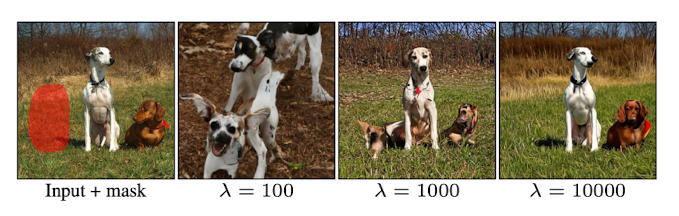 Input + mask
λ = 100
λ = 1000
λ = 10000